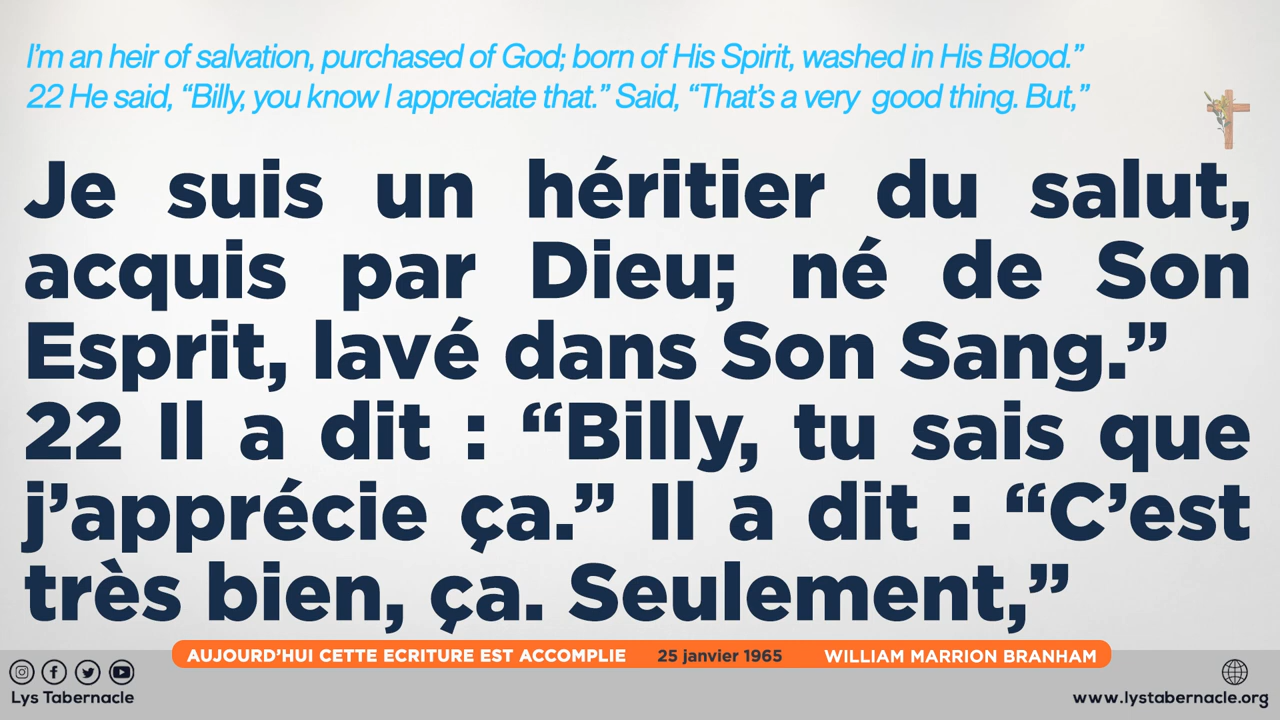 I'm an heir of salvation, purchased of God; born of His Spirit, washed in His Blood.”
22 He said, “Billy, you know I appreciate that.” Said, “That's a very good thing. But,”
Je suis un héritier du salut,
acquis par Dieu; né de Son
Esprit, lavé dans Son Sang.”
22 Il a dit : “Billy, tu sais que
j’apprécie ça.” Il a dit : “C’est
très bien, ça. Seulement,”
AUJOURD’HUI CETTE ECRITURE EST ACCOMPLIE 25 janvier 1965 WILLIAM MARRION BRANHAM
Lys Tabernacle
www.lystabernacle.org